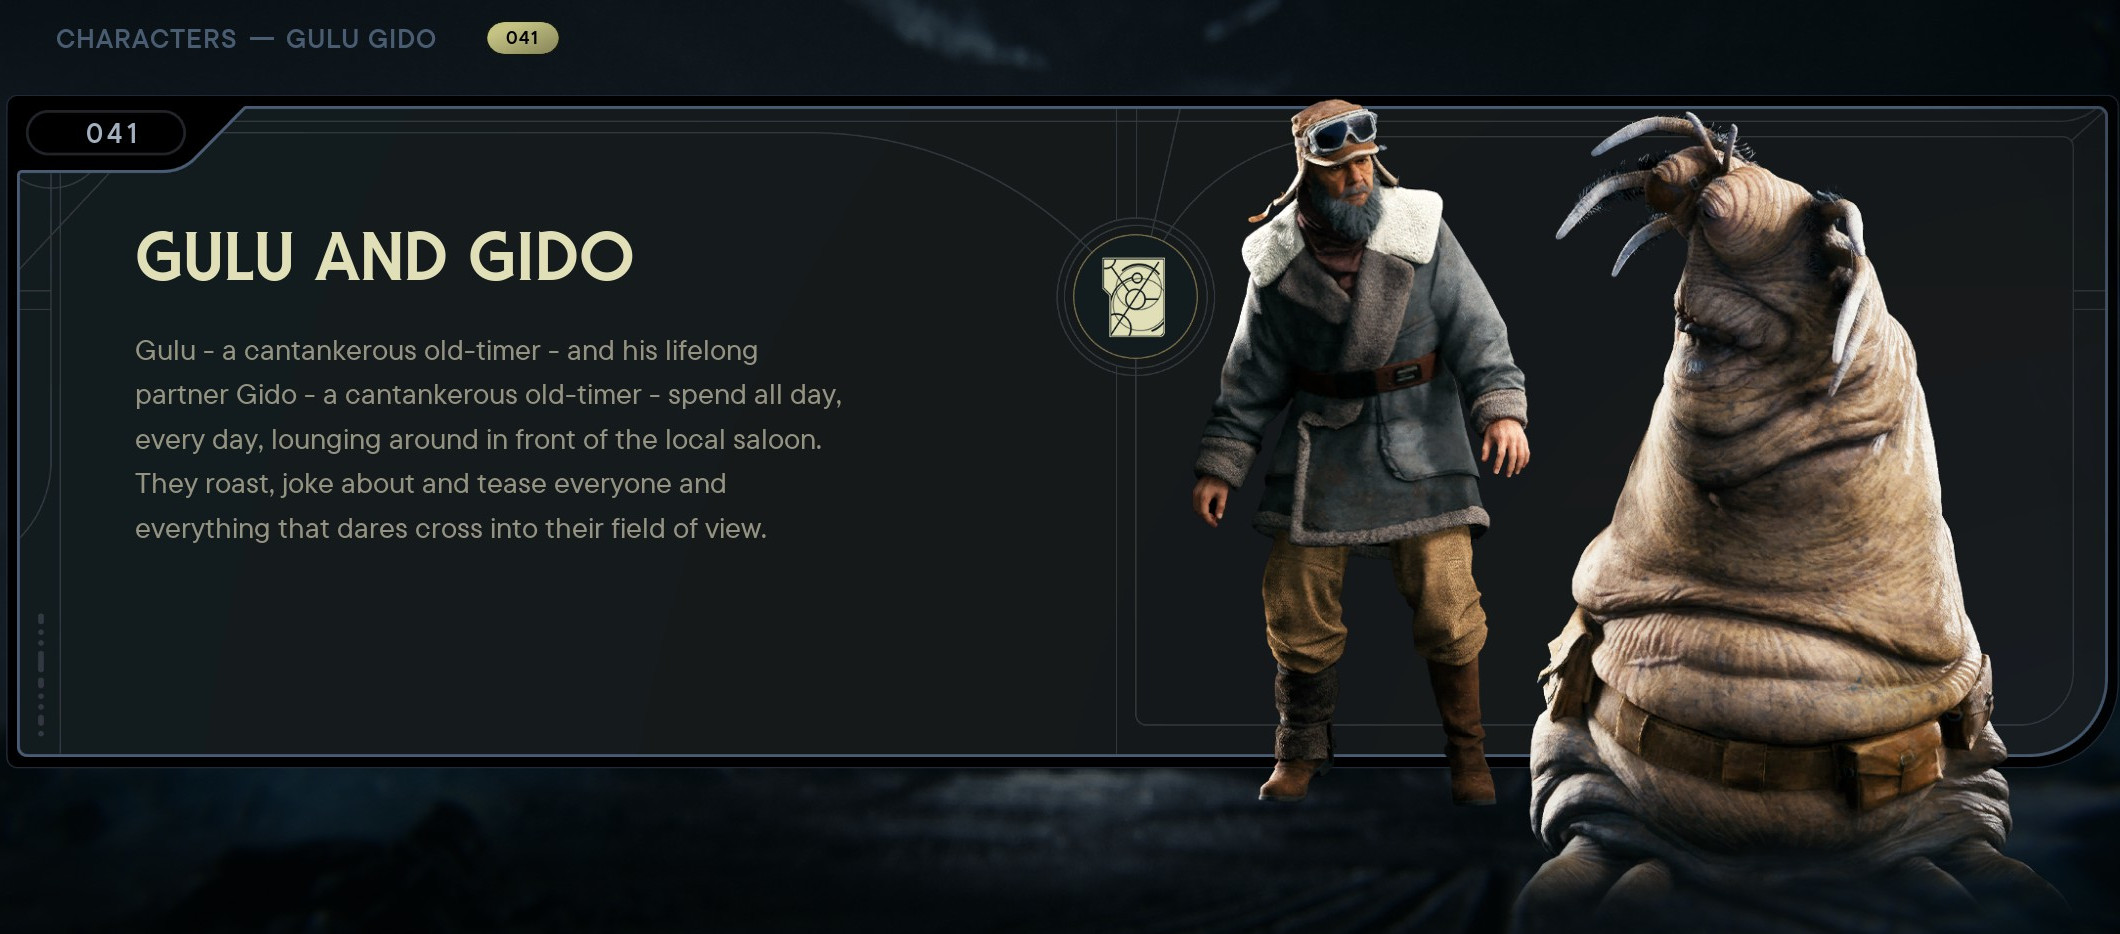 CHARACTERS — GULU GIDO 041
041
GULU AND GIDO
Gulu - a cantankerous old-timer - and his lifelong
partner Gido - a cantankerous old-timer - spend all day,
every day, lounging around in front of the local saloon.
They roast, joke about and tease everyone and
everything that dares cross into their field of view.